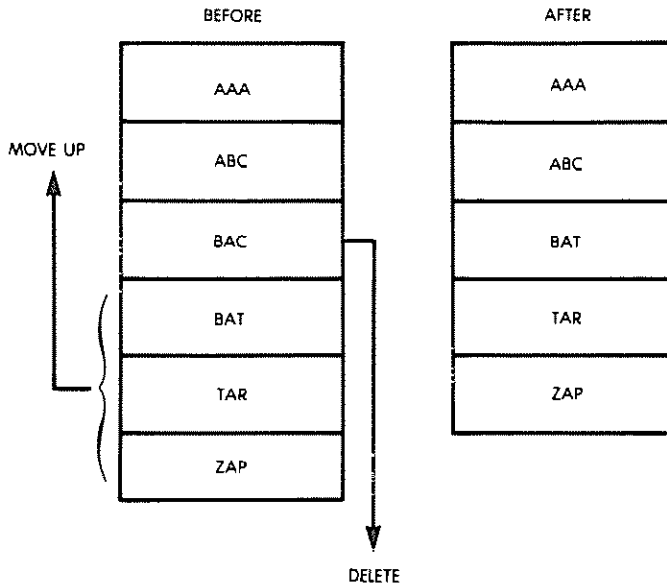 BEFORE
AAA
ABC
BAC
BAT
TAR
ZAP
MOVE UP
DELETE
AFTER
AAA
ABC
BAT
TAR
ZAP